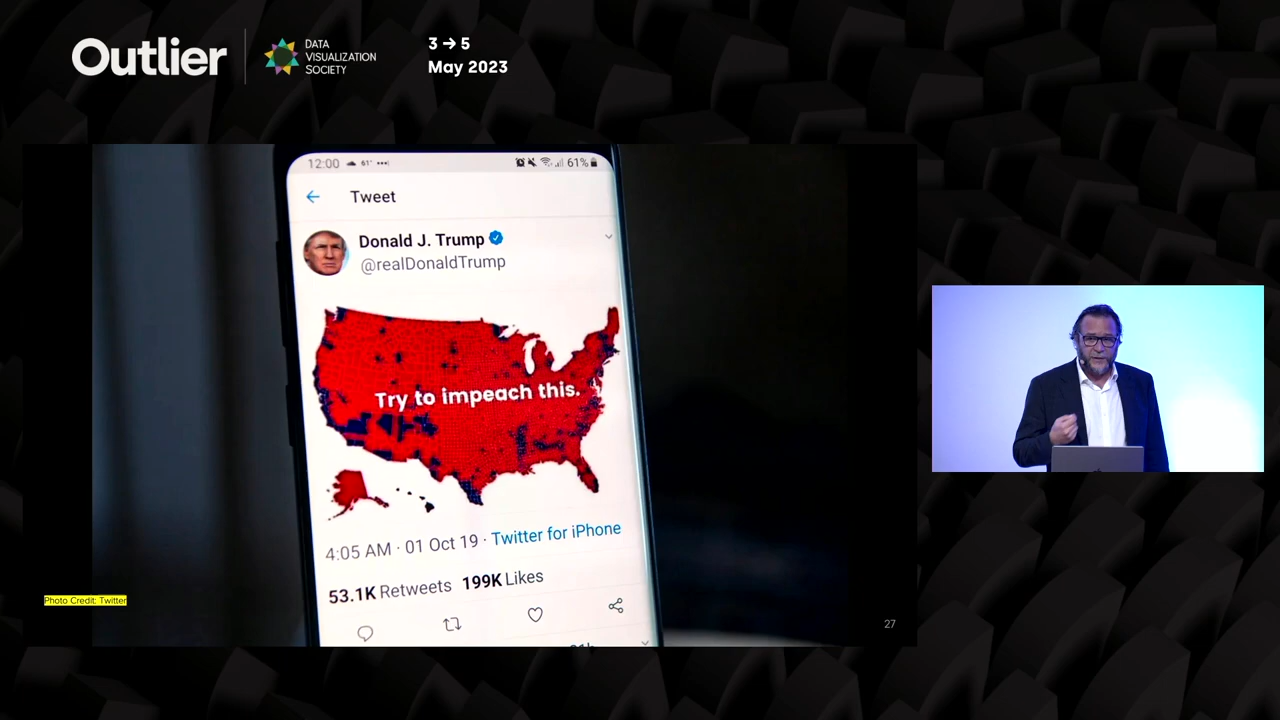 Outlier
DATA
VISUALIZATION
SOCIETY
3 → 5
May 2023
12:00
61°
61%
Tweet
Donald J. Trump
@realDonaldTrump
Try to impeach this.
4:05 AM · 01 Oct 19 · Twitter for iPhone
53.1K Retweets 199K Likes
Photo Credit: Twitter
27